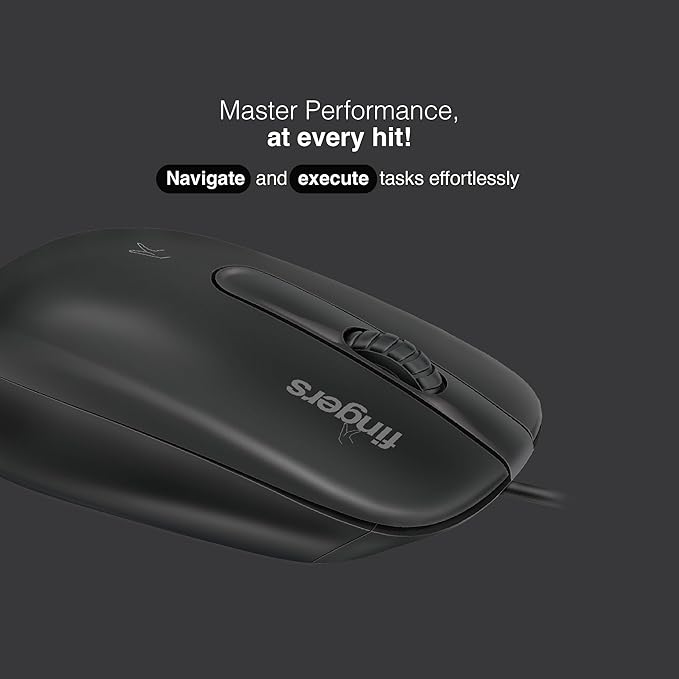 Master Performance,
at every hit!
Navigate and execute tasks effortlessly
fingers